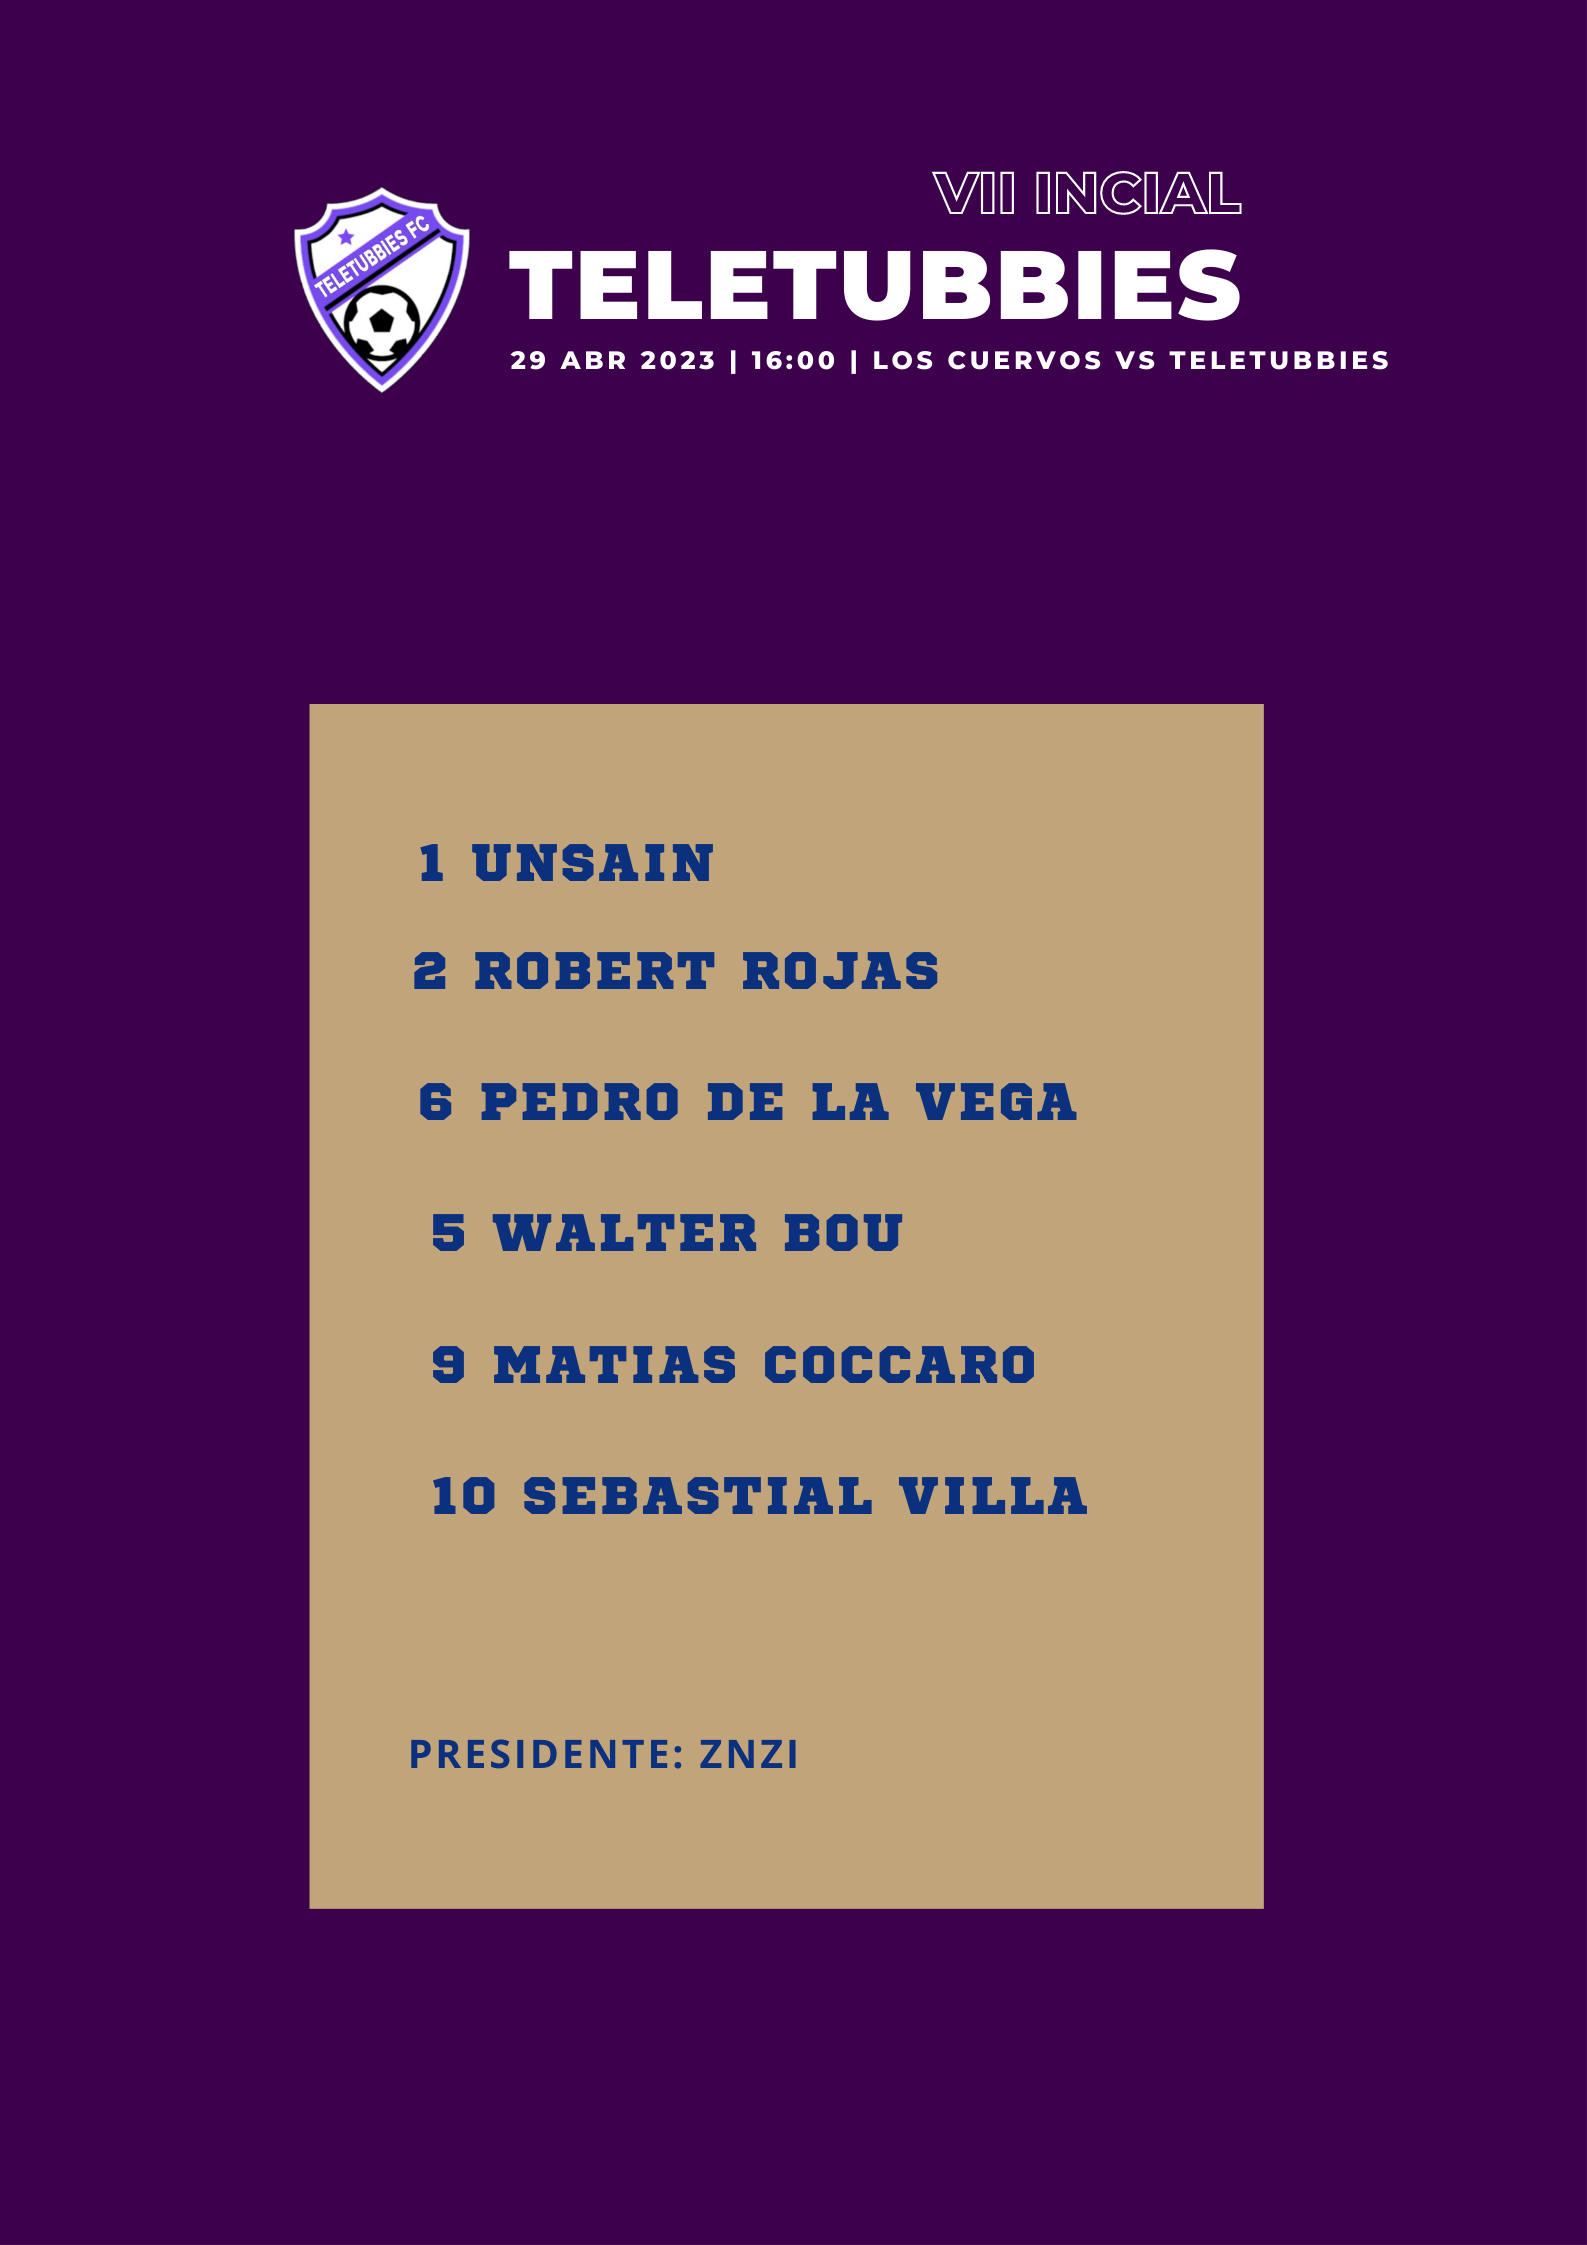 VII INCIAL
TELETUBBIES FC
TELETUBBIES
29 ABR 2023 | 16:00 | LOS CUERVOS VS TELETUBBIES
1 UNSAIN
2 ROBERT ROJAS
6 PEDRO DE LA VEGA
5 WALTER BOU
9 MATIAS COCCARO
10 SEBASTIAL VILLA
PRESIDENTE: ZNZI